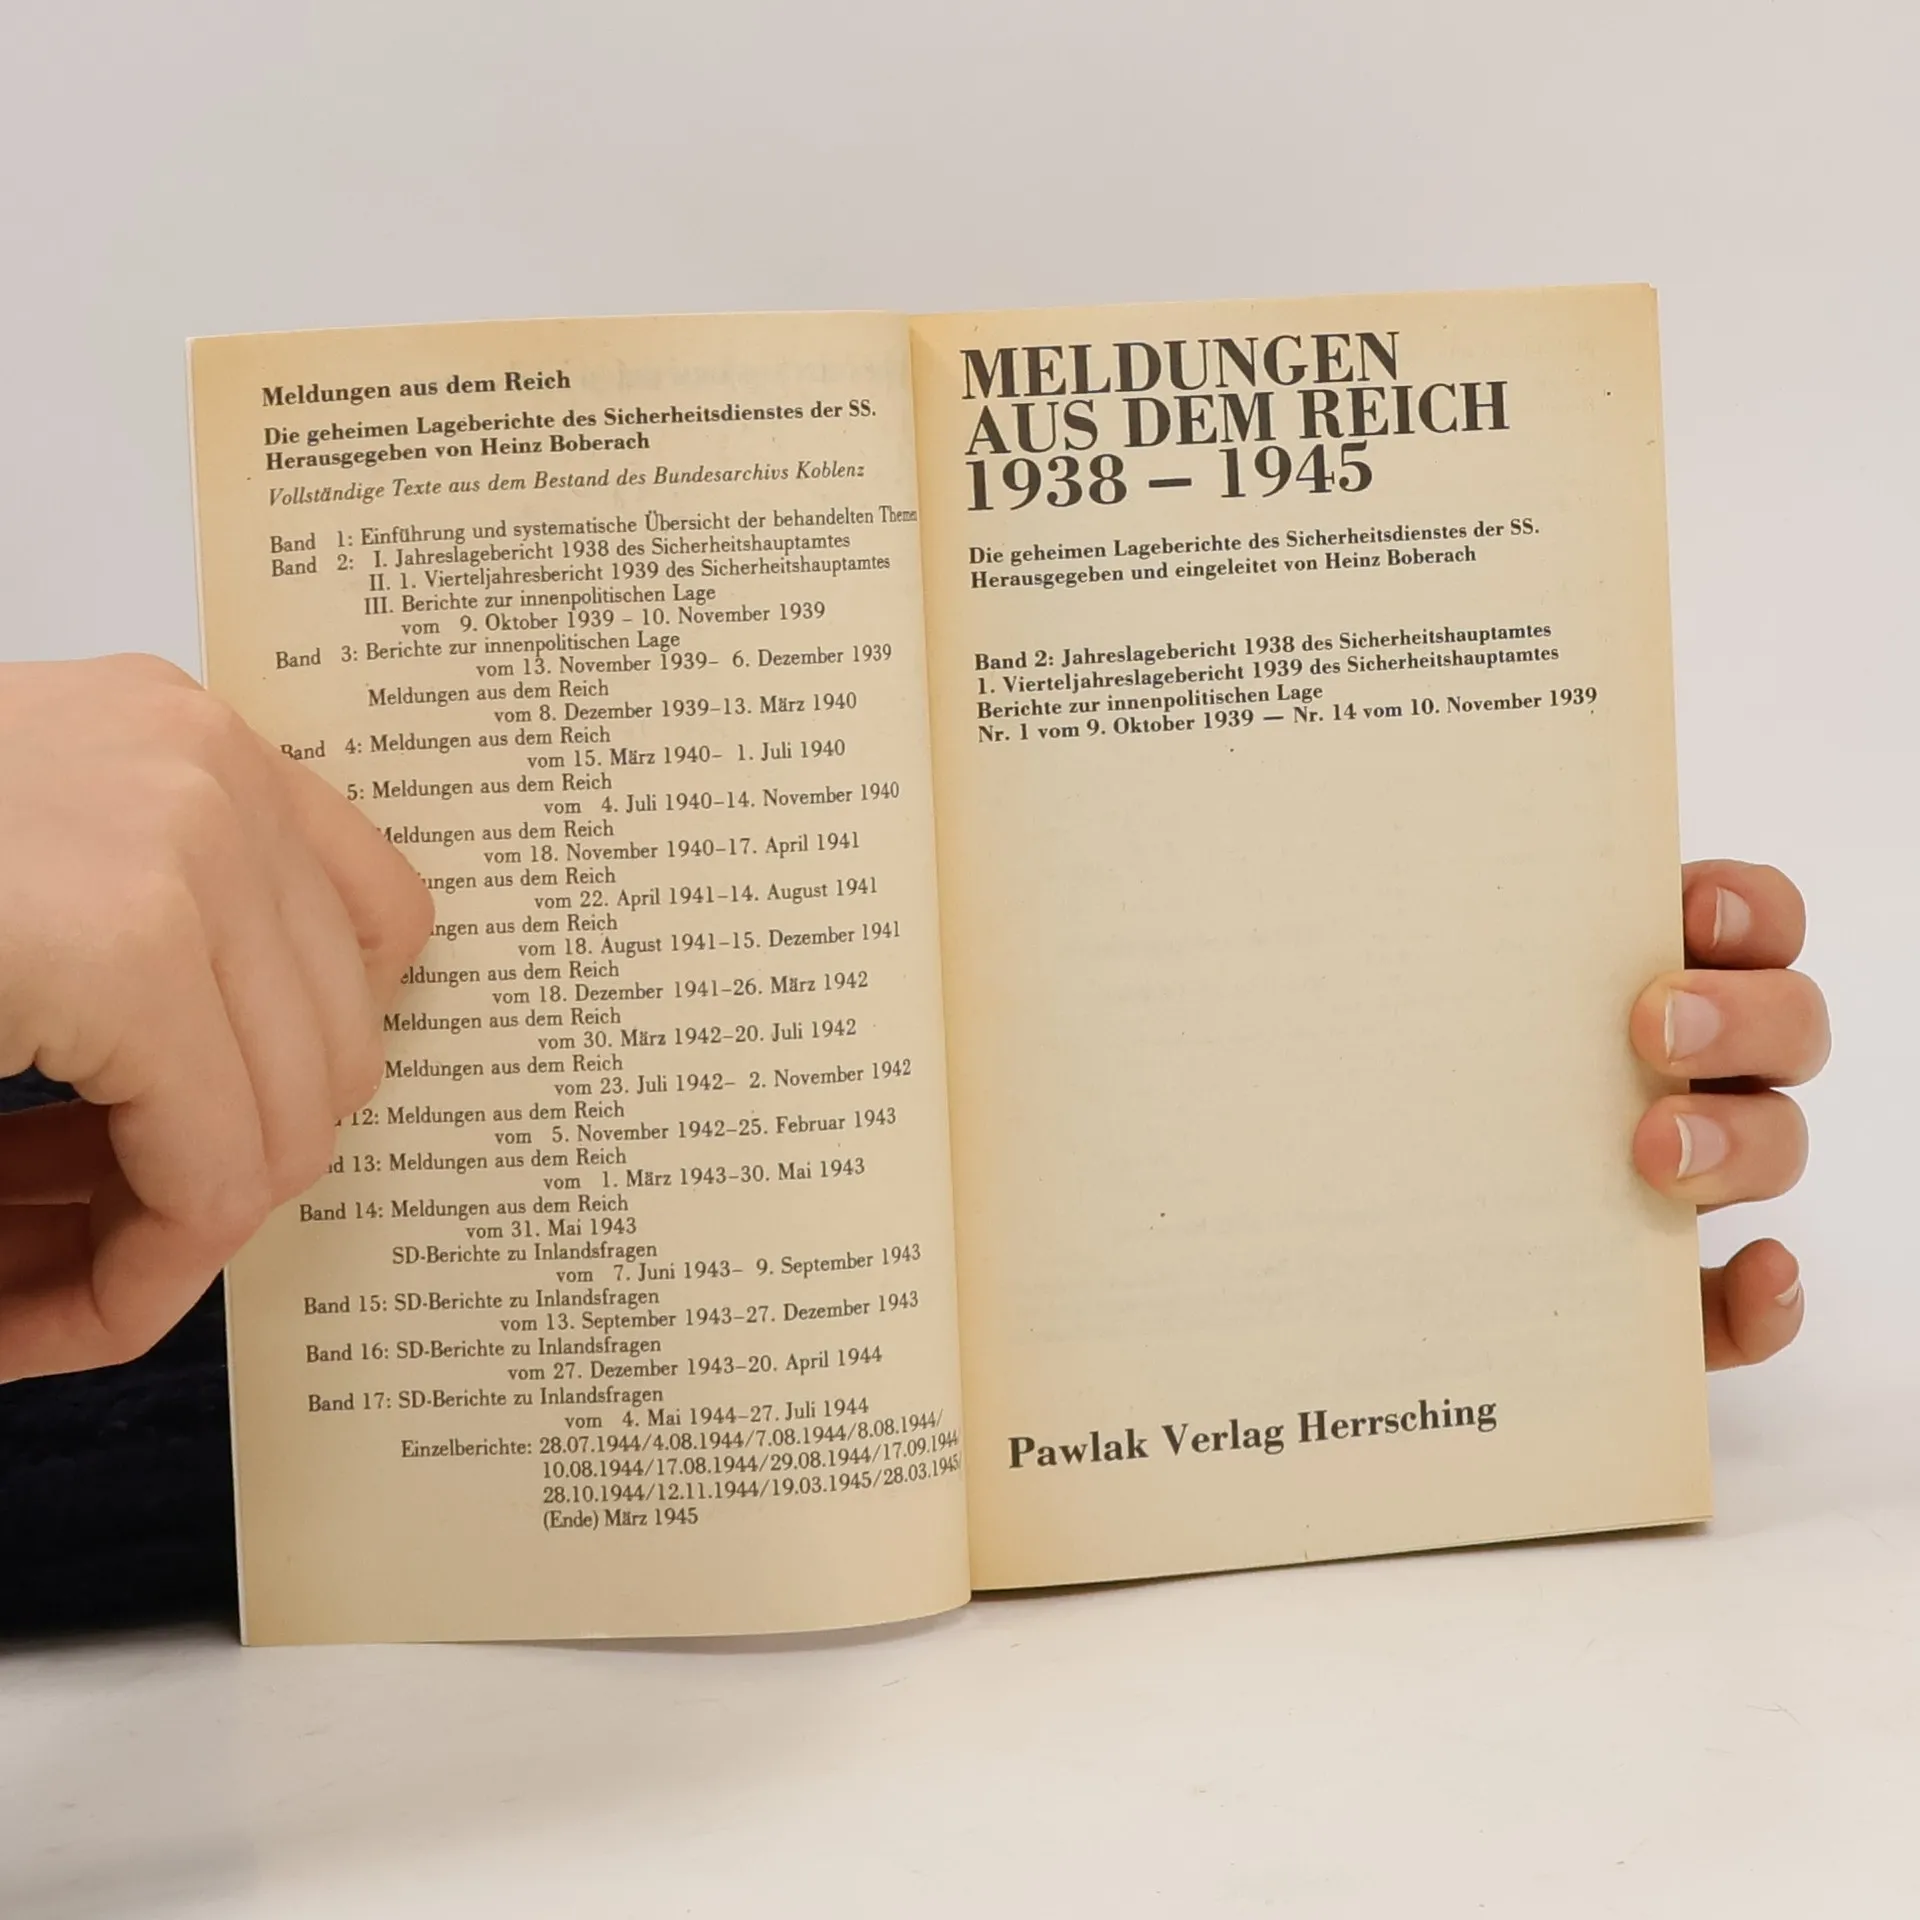 Meldungen aus dem Reich
Die geheimen Lageberichte des Sicherheitsdienstes der SS.
Herausgegeben von Heinz Boberach
Vollständige Texte aus dem Bestand des Bundesarchivs Koblenz
Band 1: Einführung und systematische Übersicht der behandelten Themen
Band 2: I. Jahreslagebericht 1938 des Sicherheitshauptamtes
II. 1. Vierteljahresbericht 1939 des Sicherheitshauptamtes
III. Berichte zur innenpolitischen Lage
vom 9. Oktober 1939 – 10. November 1939
Band 3: Berichte zur innenpolitischen Lage
vom 13. November 1939– 6. Dezember 1939
Meldungen aus dem Reich
vom 8. Dezember 1939–13. März 1940
Band 4: Meldungen aus dem Reich
vom 15. März 1940– 1. Juli 1940
5: Meldungen aus dem Reich
vom 4. Juli 1940–14. November 1940
Meldungen aus dem Reich
vom 18. November 1940–17. April 1941
ungen aus dem Reich
vom 22. April 1941–14. August 1941
ngen aus dem Reich
vom 18. August 1941–15. Dezember 1941
eldungen aus dem Reich
vom 18. Dezember 1941–26. März 1942
Meldungen aus dem Reich
vom 30. März 1942–20. Juli 1942
Meldungen aus dem Reich
vom 23. Juli 1942– 2. November 1942
12: Meldungen aus dem Reich
vom 5. November 1942–25. Februar 1943
d 13: Meldungen aus dem Reich
vom 1. März 1943–30. Mai 1943
Band 14: Meldungen aus dem Reich
vom 31. Mai 1943
SD-Berichte zu Inlandsfragen
vom 7. Juni 1943– 9. September 1943
Band 15: SD-Berichte zu Inlandsfragen
vom 13. September 1943–27. Dezember 1943
Band 16: SD-Berichte zu Inlandsfragen
vom 27. Dezember 1943–20. April 1944
Band 17: SD-Berichte zu Inlandsfragen
vom 4. Mai 1944–27. Juli 1944
Einzelberichte: 28.07.1944/4.08.1944/7.08.1944/8.08.1944/
10.08.1944/17.08.1944/29.08.1944/17.09.1944
28.10.1944/12.11.1944/19.03.1945/28.03.1945/
(Ende) März 1945
MELDUNGEN
AUS DEM REICH
1938 – 1945
Die geheimen Lageberichte des Sicherheitsdienstes der SS.
Herausgegeben und eingeleitet von Heinz Boberach
Band 2: Jahreslagebericht 1938 des Sicherheitshauptamtes
1. Vierteljahreslagebericht 1939 des Sicherheitshauptamtes
Berichte zur innenpolitischen Lage
Nr. 1 vom 9. Oktober 1939 — Nr. 14 vom 10. November 1939
Pawlak Verlag Herrsching